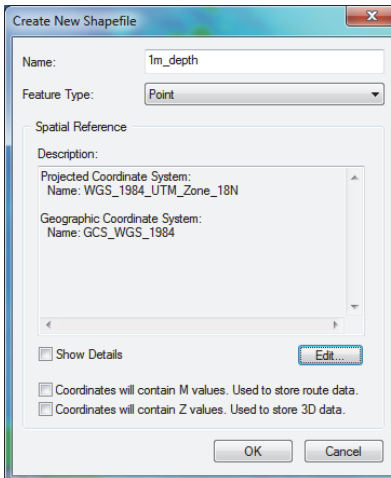 Create New Shapefile
Name: 1m_depth
Feature Type: Point
Spatial Reference
Description:
Projected Coordinate System:
Name: WGS_1984_UTM_Zone_18N
Geographic Coordinate System:
Name: GCS_WGS_1984
Show Details
Edit...
Coordinates will contain M values. Used to store route data.
Coordinates will contain Z values. Used to store 3D data.
OK Cancel